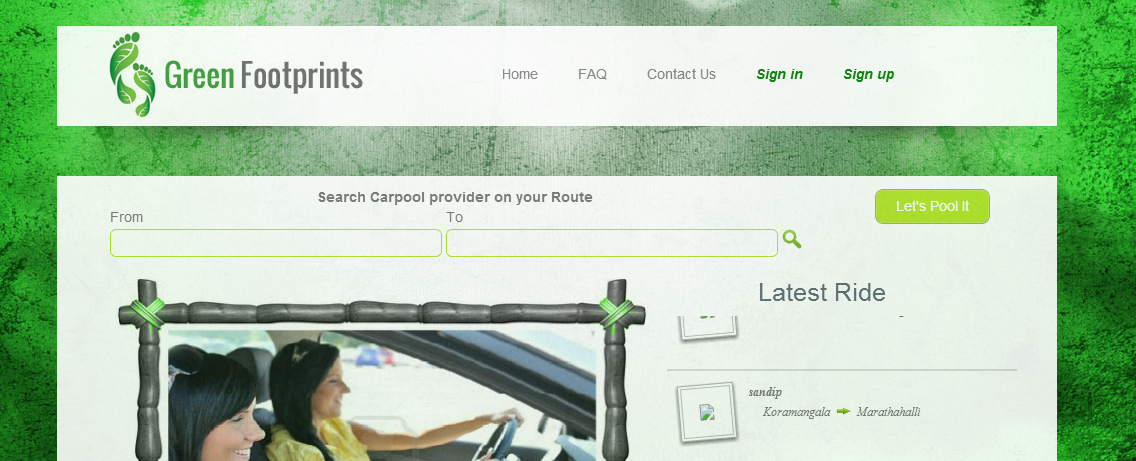 Green Footprints
Home FAQ Contact Us Sign in Sign up
Search Carpool provider on your Route
Let's Pool it
From To
Latest Ride
sandip
Koramangala Marathahalli